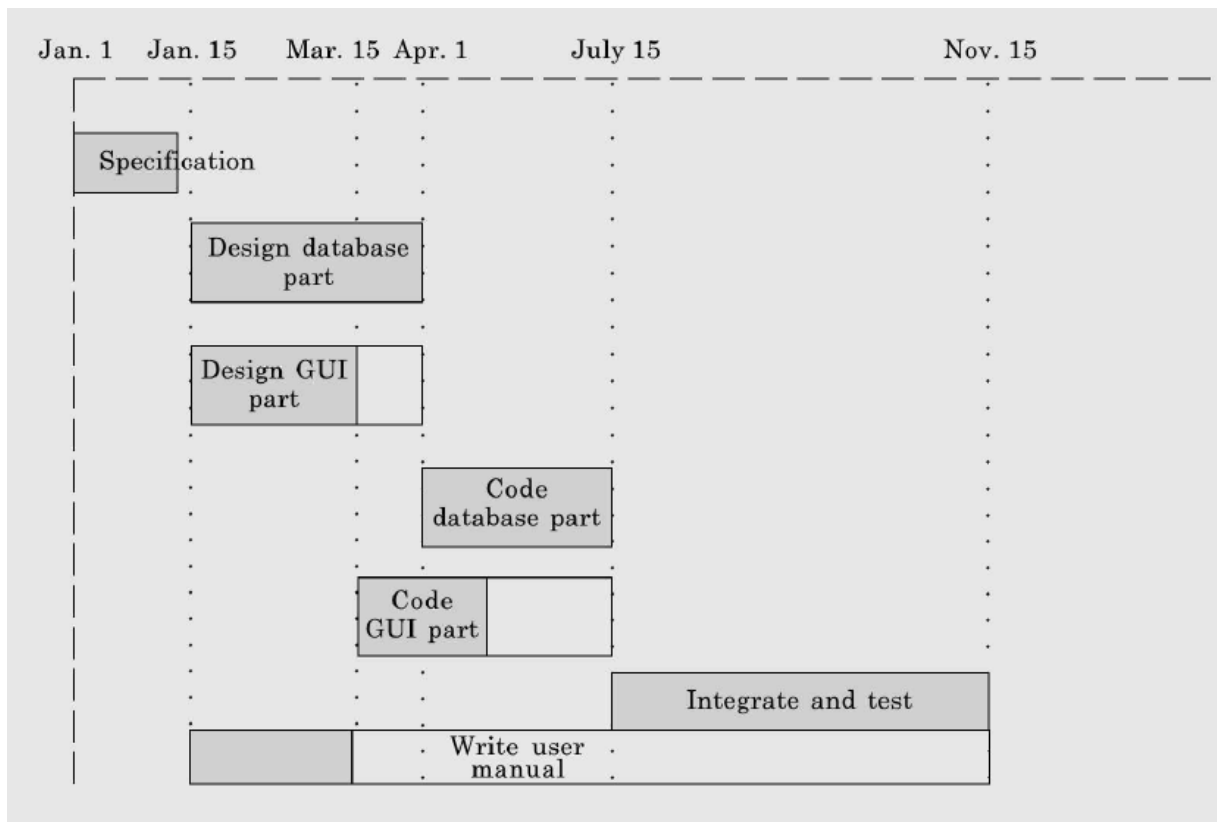 Jan. 1 Jan. 15 Mar. 15 Apr. 1 July 15 Nov. 15
Specification
Design database
part
Design GUI
part
Code
database part
Code
GUI part
Integrate and test
Write user
manual